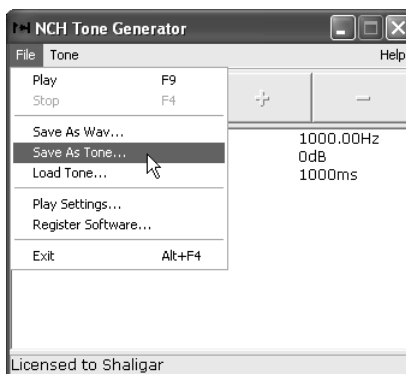 NCH Tone Generator
File Tone Help
Play F9
Stop F4
Save As Wav...
Save As Tone...
Load Tone...
Play Settings...
Register Software...
Exit Alt+F4
1000.00Hz
0dB
1000ms
Licensed to Shaligar